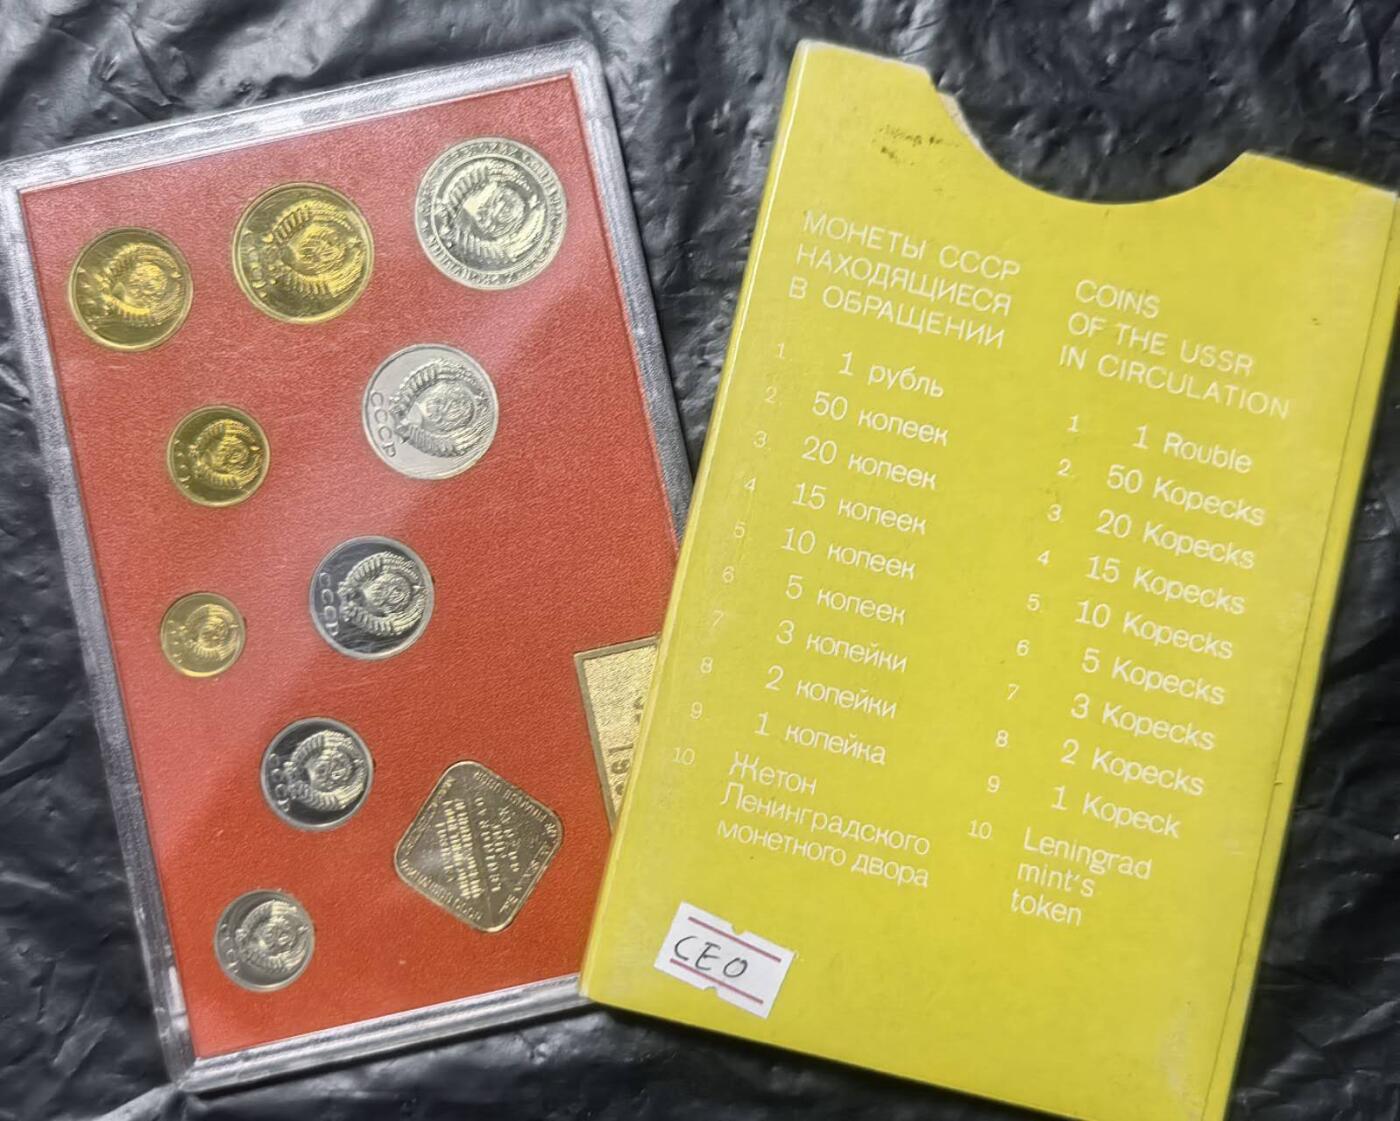 СССР
СССР
СССР
МОНЕТЫ СССР
НАХОДЯЩИЕСЯ
В ОБРАЩЕНИИ
1. 1 рубль
2. 50 копеек
3. 20 копеек
4 15 копеек
5 10 копеек
6 5 копеек
7 3 копейки
8 2 копейки
9. 1 копейка
10. Жетон
Ленинградского
монетного двора
COINS
OF THE USSR
IN CIRCULATION
1 1 Rouble
2. 50 Kopecks
3. 20 Kopecks
4 15 Kopecks
5. 10 Kopecks
6 5 Kopecks
7 3 Kopecks
8. 2 Kopecks
9 1 Kopeck
10. Leningrad
mint's
token
CEO